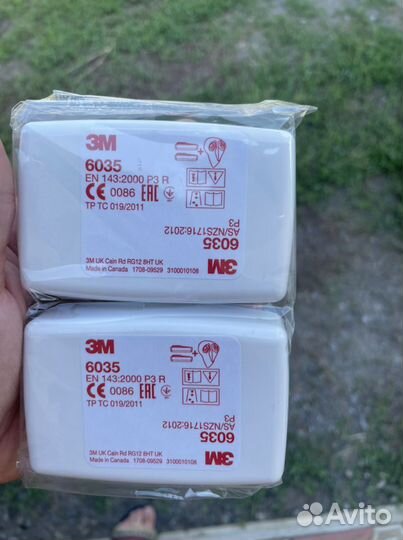 3M
6035
EN 143:2000 P3 R
CE 0086 EAC
TP TC 019/2011
AS/NZS1716:2012
P3
6035
3M
3M UK Cain Rd RG12 8HT UK
Made in Canada 1708-09529 3100010108
3M
6035
EN 143:2000 P3 R
CE 0086 EAC
TP TC 019/2011
AS/NZS1716:2012
P3
6035
3M
3M UK Cain Rd RG12 8HT UK
Made in Canada 1708-09529 3100010108
Avito